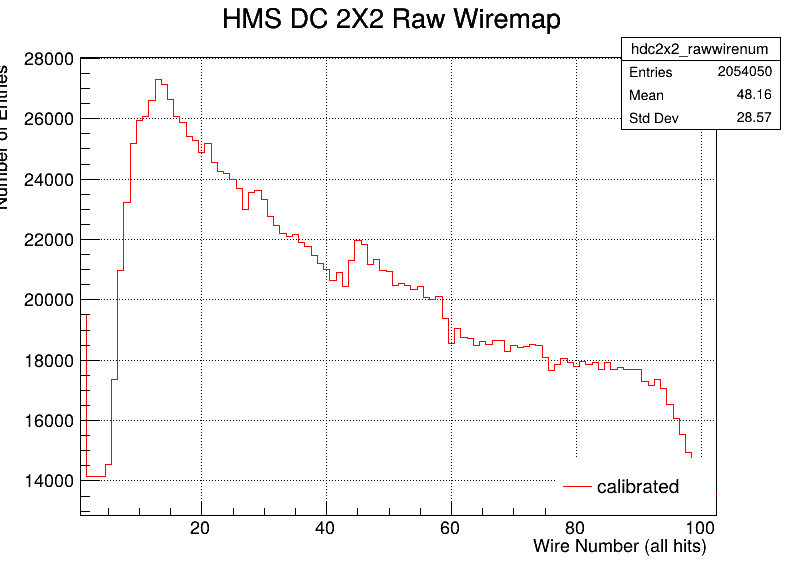 HMS DC 2X2 Raw Wiremap
hdc2x2_rawwirenum
Entries 2054050
Mean 48.16
Std Dev 28.57
Number of Entries
28000
26000
24000
22000
20000
18000
16000
14000
calibrated
20 40 60 80 100
Wire Number (all hits)